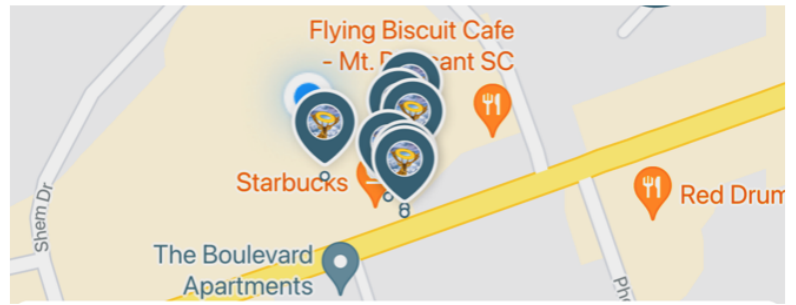 Flying Biscuit Cafe
- Mt. SC
Starbucks
Red Drum
Shem Dr
The Boulevard
Apartments